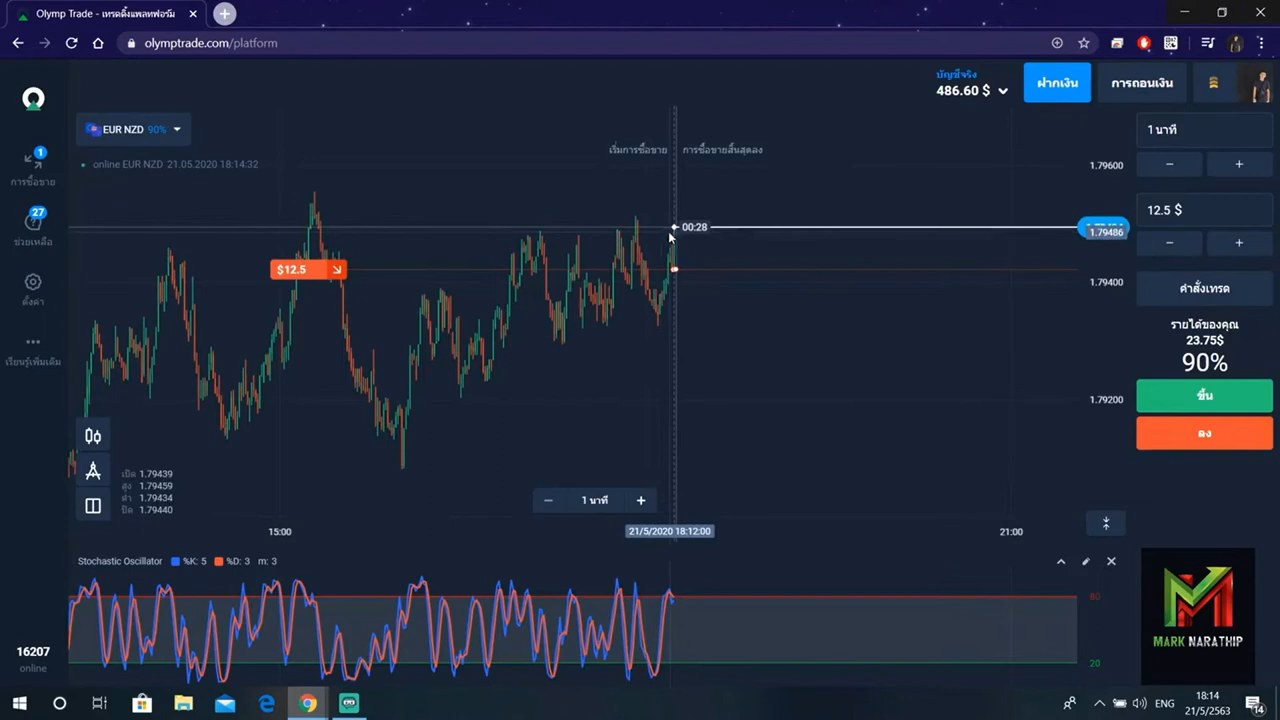 Olymp Trade - เทรดดิ้งแพลทฟอร์ม
olymptrade.com/platform
บัญชีจริง
486.60 $
ฝากเงิน
การถอนเงิน
EUR NZD 90%
1 นาที
online EUR NZD 21.05.2020 18:14:32
เริ่มการซื้อขาย
การซื้อขายสิ้นสุดลง
1
การซื้อขาย
1.79600
12.5 $
27
ช่วยเหลือ
00:28
1.79486
$12.5
1.79400
คำสั่งเทรด
ตั้งค่า
รายได้ของคุณ
23.75$
90%
เรียนรู้เพิ่มเติม
ขึ้น
1.79200
ลง
เปิด 1.79439
สูง 1.79459
ต่ำ 1.79434
ปิด 1.79440
1 นาที
15:00
21/5/2020 18:12:00
21:00
Stochastic Oscillator %K: 5 %D: 3 m: 3
80
20
MARK NARATHIP
16207
online
ENG
18:14
21/5/2563
14